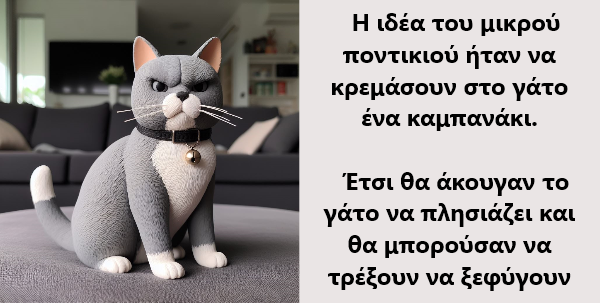 Η ιδέα του μικρού
ποντικιού ήταν να
κρεμάσουν στο γάτο
ένα καμπανάκι.
Έτσι θα άκουγαν το
γάτο να πλησιάζει και
θα μπορούσαν να
τρέξουν να ξεφύγουν